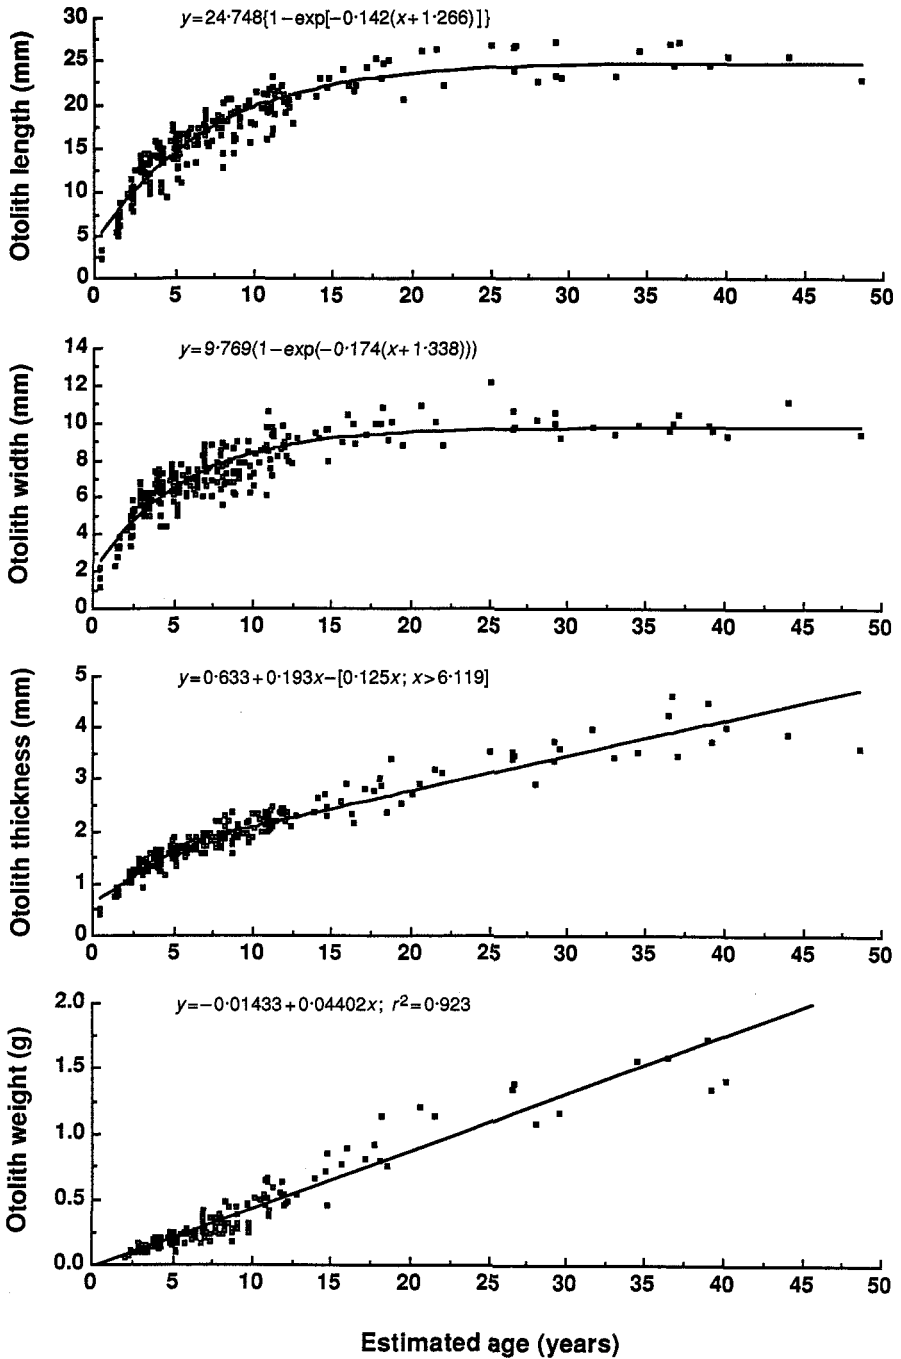 y=24·748{1−exp[−0·142(x+1·266)]}
Otolith length (mm)
30
25
20
15
10
5
0
0 5 10 15 20 25 30 35 40 45 50
y=9·769(1−exp(−0·174(x+1·338)))
Otolith width (mm)
14
12
10
8
6
4
2
0
0 5 10 15 20 25 30 35 40 45 50
y=0·633+0·193x−[0·125x; x>6·119]
Otolith thickness (mm)
5
4
3
2
1
0
0 5 10 15 20 25 30 35 40 45 50
y=−0·01433+0·04402x; r²=0·923
Otolith weight (g)
2.0
1.5
1.0
0.5
0.0
0 5 10 15 20 25 30 35 40 45 50
Estimated age (years)